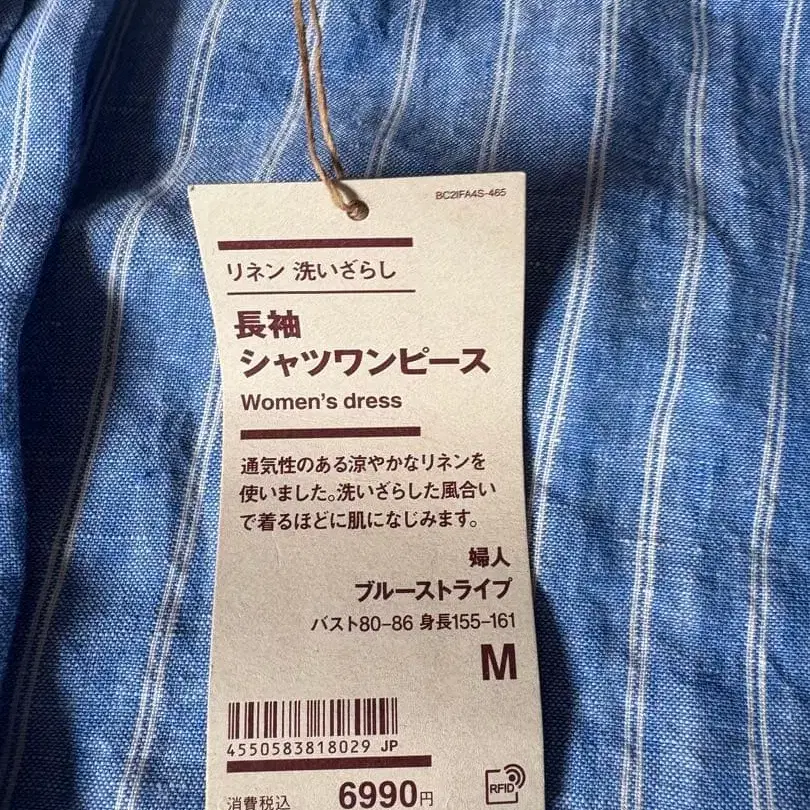 BC2IFA4S-465
リネン 洗いざらし
長袖
シャツワンピース
Women's dress
通気性のある涼やかなリネンを
使いました。洗いざらした風合い
で着るほどに肌になじみます。
婦人
ブルーストライプ
バスト80-86 身長155-161
M
4550583818029 JP
消費税込 6990円
RFID